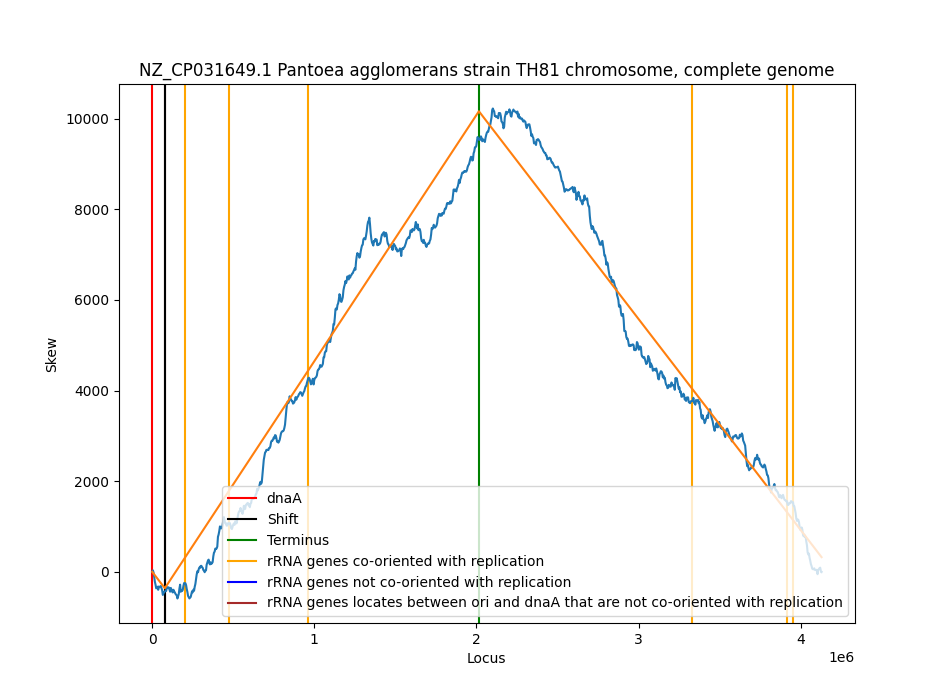 NZ_CP031649.1 Pantoea agglomerans strain TH81 chromosome, complete genome
10000
8000
6000
4000
2000
0
Skew
dnaA
Shift
Terminus
rRNA genes co-oriented with replication
rRNA genes not co-oriented with replication
rRNA genes locates between ori and dnaA that are not co-oriented with replication
0 1 2 3 4
1e6
Locus